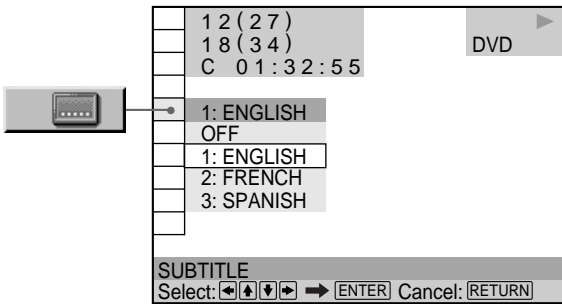 12(27)
18(34)
DVD
C 01:32:55
1: ENGLISH
OFF
1: ENGLISH
2: FRENCH
3: SPANISH
SUBTITLE
Select: ENTER Cancel: RETURN